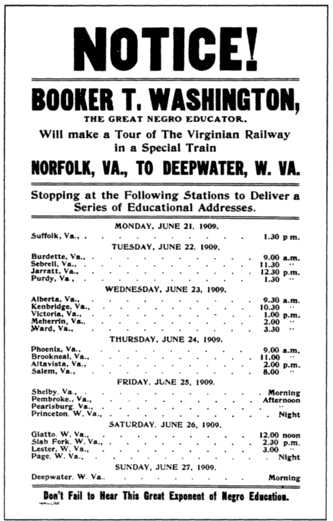 NOTICE!
BOOKER T. WASHINGTON,
THE GREAT NEGRO EDUCATOR.
Will make a Tour of The Virginian Railway
in a Special Train
NORFOLK, VA., TO DEEPWATER, W. VA.
Stopping at the Following Stations to Deliver a
Series of Educational Addresses.
MONDAY, JUNE 21, 1909.
Suffolk, Va., . . . . . . . . 1.30 p m.
TUESDAY, JUNE 22, 1909.
Burdette, Va., . . . . . . . . 9.00 a.m.
Sebrell, Va., . . . . . . . . 11.30 "
Jarratt, Va., . . . . . . . . 12.30 p.m.
Purdy, Va., . . . . . . . . 1.30 "
WEDNESDAY, JUNE 23, 1909.
Alberta, Va., . . . . . . . . 9.30 a.m.
Kenbridge, Va., . . . . . . . . 10.30 "
Victoria, Va., . . . . . . . . 1.00 p.m.
Meherrin, Va., . . . . . . . . 2.00 "
Ward, Va., . . . . . . . . 3.30 "
THURSDAY, JUNE 24, 1909.
Phoenix, Va., . . . . . . . . 9.00 a.m.
Brookneal, Va., . . . . . . . . 11.00 "
Altavista, Va., . . . . . . . . 2.00 p.m.
Salem, Va., . . . . . . . . 8.00 "
FRIDAY, JUNE 25, 1909.
Shelby, Va., . . . . . . . . Morning
Pembroke, Va., . . . . . . . . Afternoon
Pearisburg, Va., . . . . . . . .
Princeton, W. Va., . . . . . . . . Night
SATURDAY, JUNE 26, 1909.
Giatto, W. Va., . . . . . . . . 12.00 noon
Slab Fork, W. Va., . . . . . . . . 2.30 p.m.
Lester, W. Va., . . . . . . . . 3.00 "
Page, W. Va., . . . . . . . . Night
SUNDAY, JUNE 27, 1909.
Deepwater, W. Va. . . . . . . . . Morning
Don't Fail to Hear This Great Exponent of Negro Education.